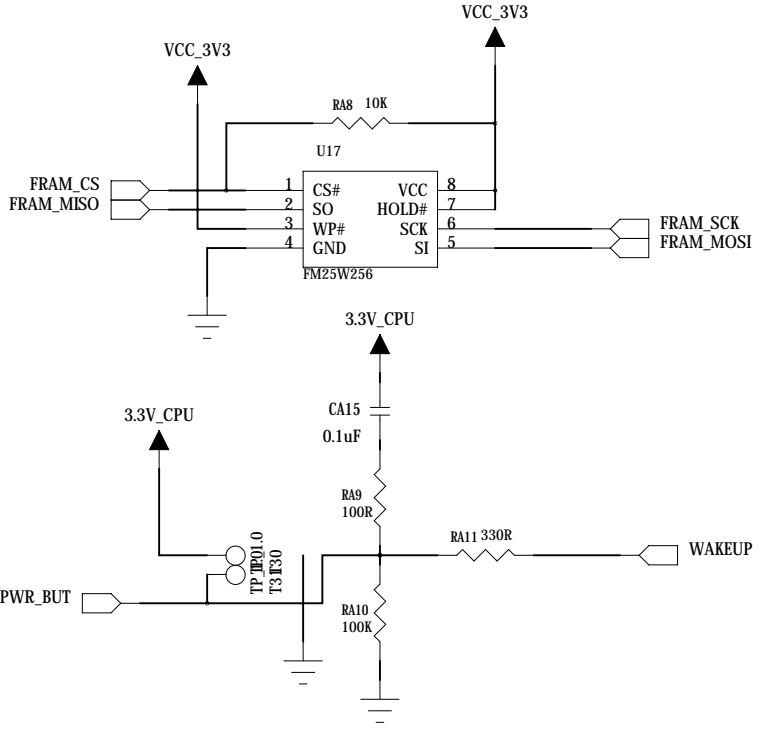 VCC_3V3
VCC_3V3
RA8 10K
U17
FRAM_CS
FRAM_MISO
1 CS# VCC 8
2 SO HOLD# 7
3 WP# SCK 6
4 GND SI 5
FRAM_SCK
FRAM_MOSI
FM25W256
3.3V_CPU
CA15
0.1uF
3.3V_CPU
RA9
100R
RA11 330R
WAKEUP
PWR_BUT
RA10
100K